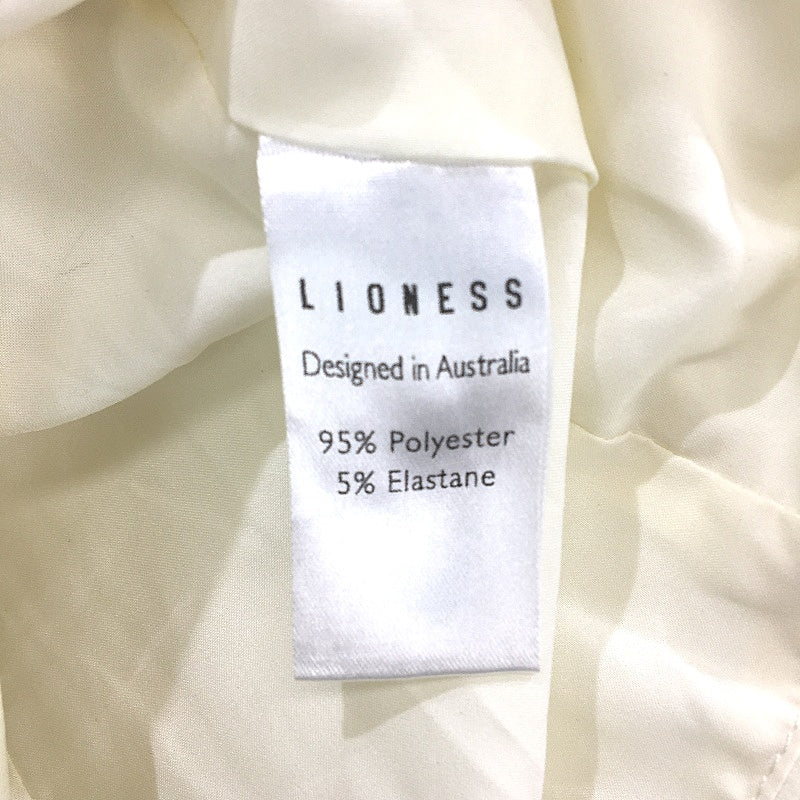 LIONESS
Designed in Australia
95% Polyester
5% Elastane